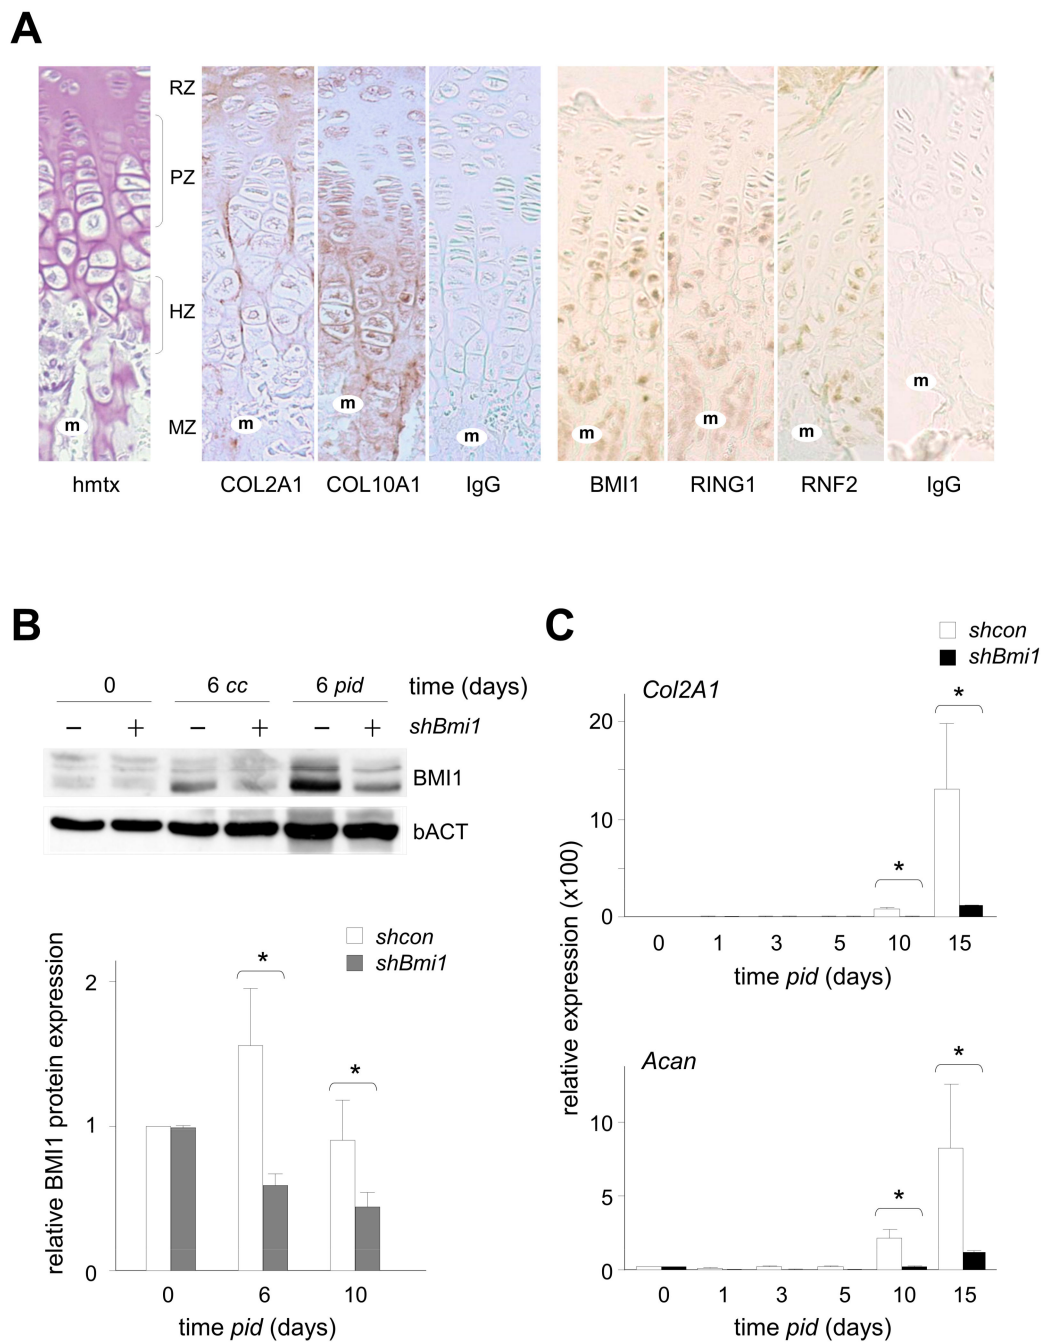 A
RZ
PZ
HZ
MZ
m
m
m
m
m
m
m
m
hmtx
COL2A1
COL10A1
IgG
BMI1
RING1
RNF2
IgG
B
0
6 cc
6 pid
time (days)
− + − + − + shBmi1
BMI1
bACT
shcon
shBmi1
*
*
relative BMI1 protein expression
2
1
0
0 6 10
time pid (days)
C
shcon
shBmi1
Col2A1
*
*
20
10
0
0 1 3 5 10 15
time pid (days)
relative expression (x100)
Acan
*
*
10
5
0
0 1 3 5 10 15
time pid (days)